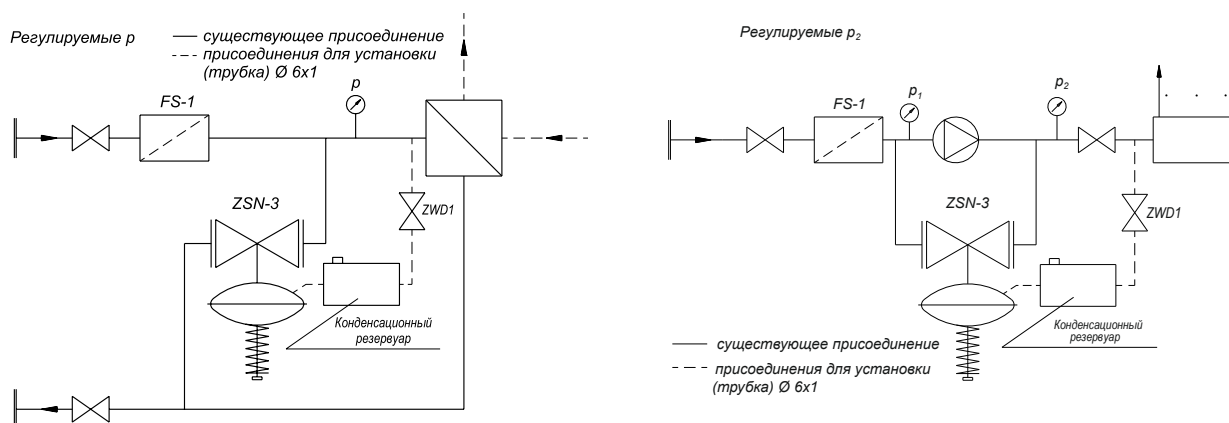 Регулируемые p
существующее присоединение
присоединения для установки
(трубка) Ø 6x1
FS-1
p
ZSN-3
ZWD1
Конденсационный
резервуар
Регулируемые p₂
FS-1
p₁
p₂
ZSN-3
ZWD1
Конденсационный
резервуар
существующее присоединение
присоединения для установки
(трубка) Ø 6x1